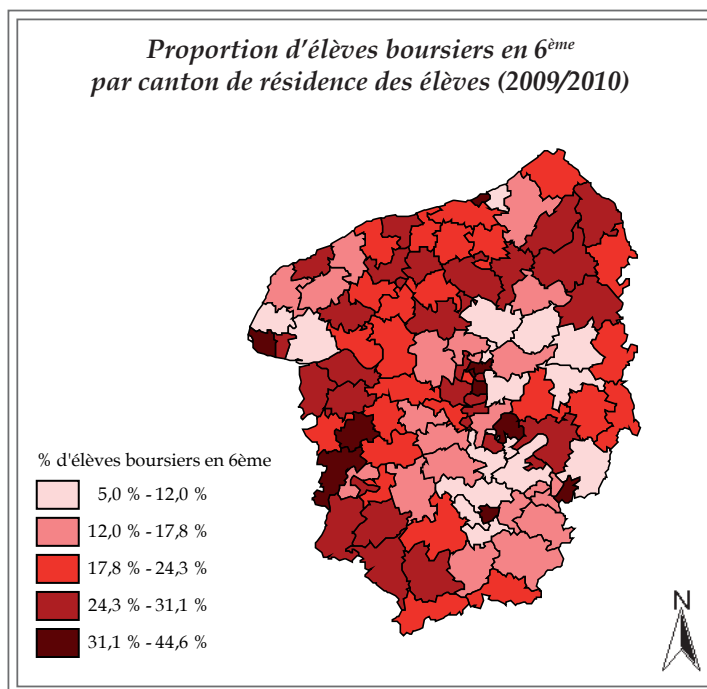 Proportion d'élèves boursiers en 6ème
par canton de résidence des élèves (2009/2010)
% d'élèves boursiers en 6ème
5,0 % - 12,0 %
12,0 % - 17,8 %
17,8 % - 24,3 %
24,3 % - 31,1 %
31,1 % - 44,6 %
N